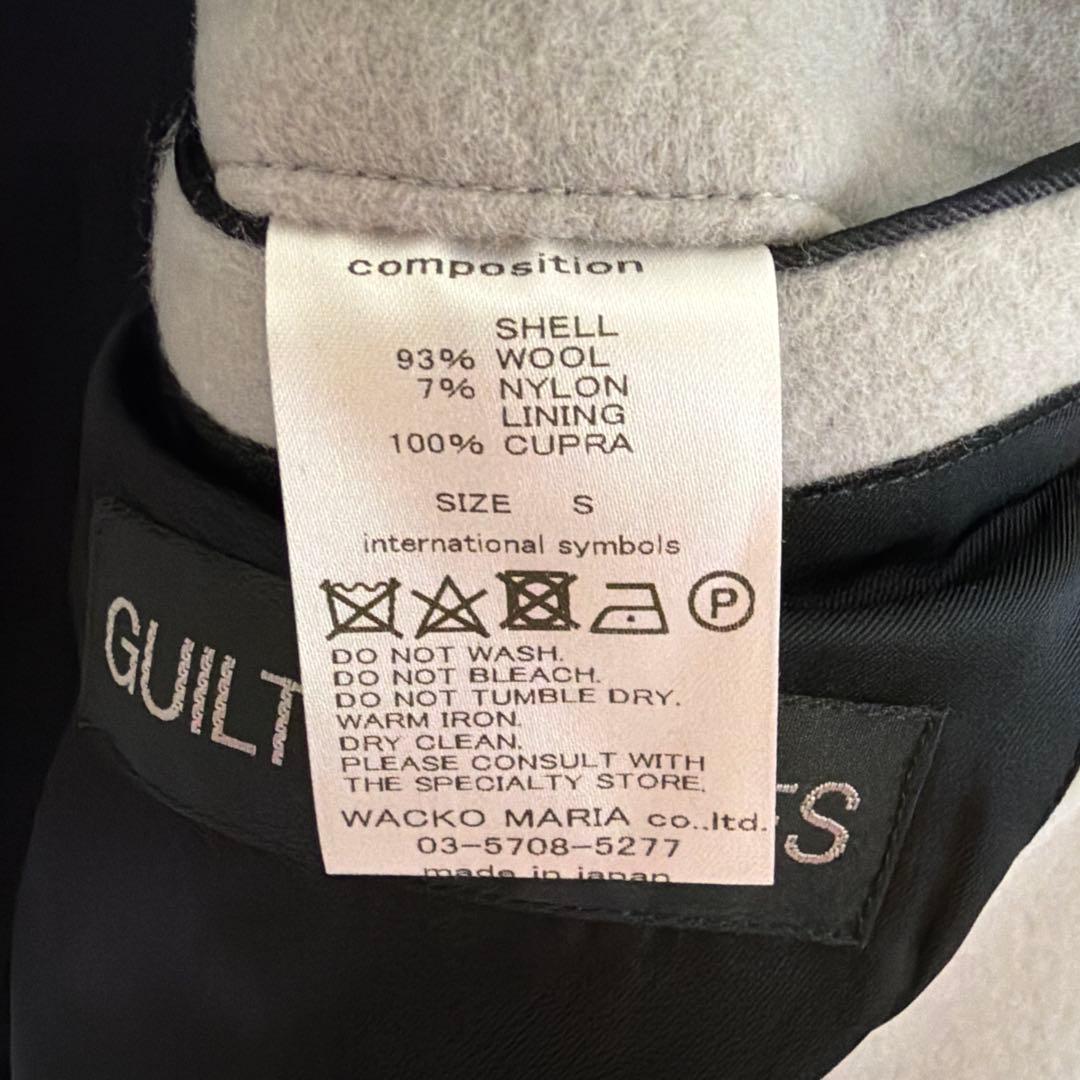 composition
SHELL
93% WOOL
7% NYLON
LINING
100% CUPRA
SIZE S
international symbols
P
DO NOT WASH.
DO NOT BLEACH.
DO NOT TUMBLE DRY.
WARM IRON.
DRY CLEAN.
PLEASE CONSULT WITH
THE SPECIALTY STORE.
WACKO MARIA co.,ltd.
03-5708-5277
made in japan
GUILT